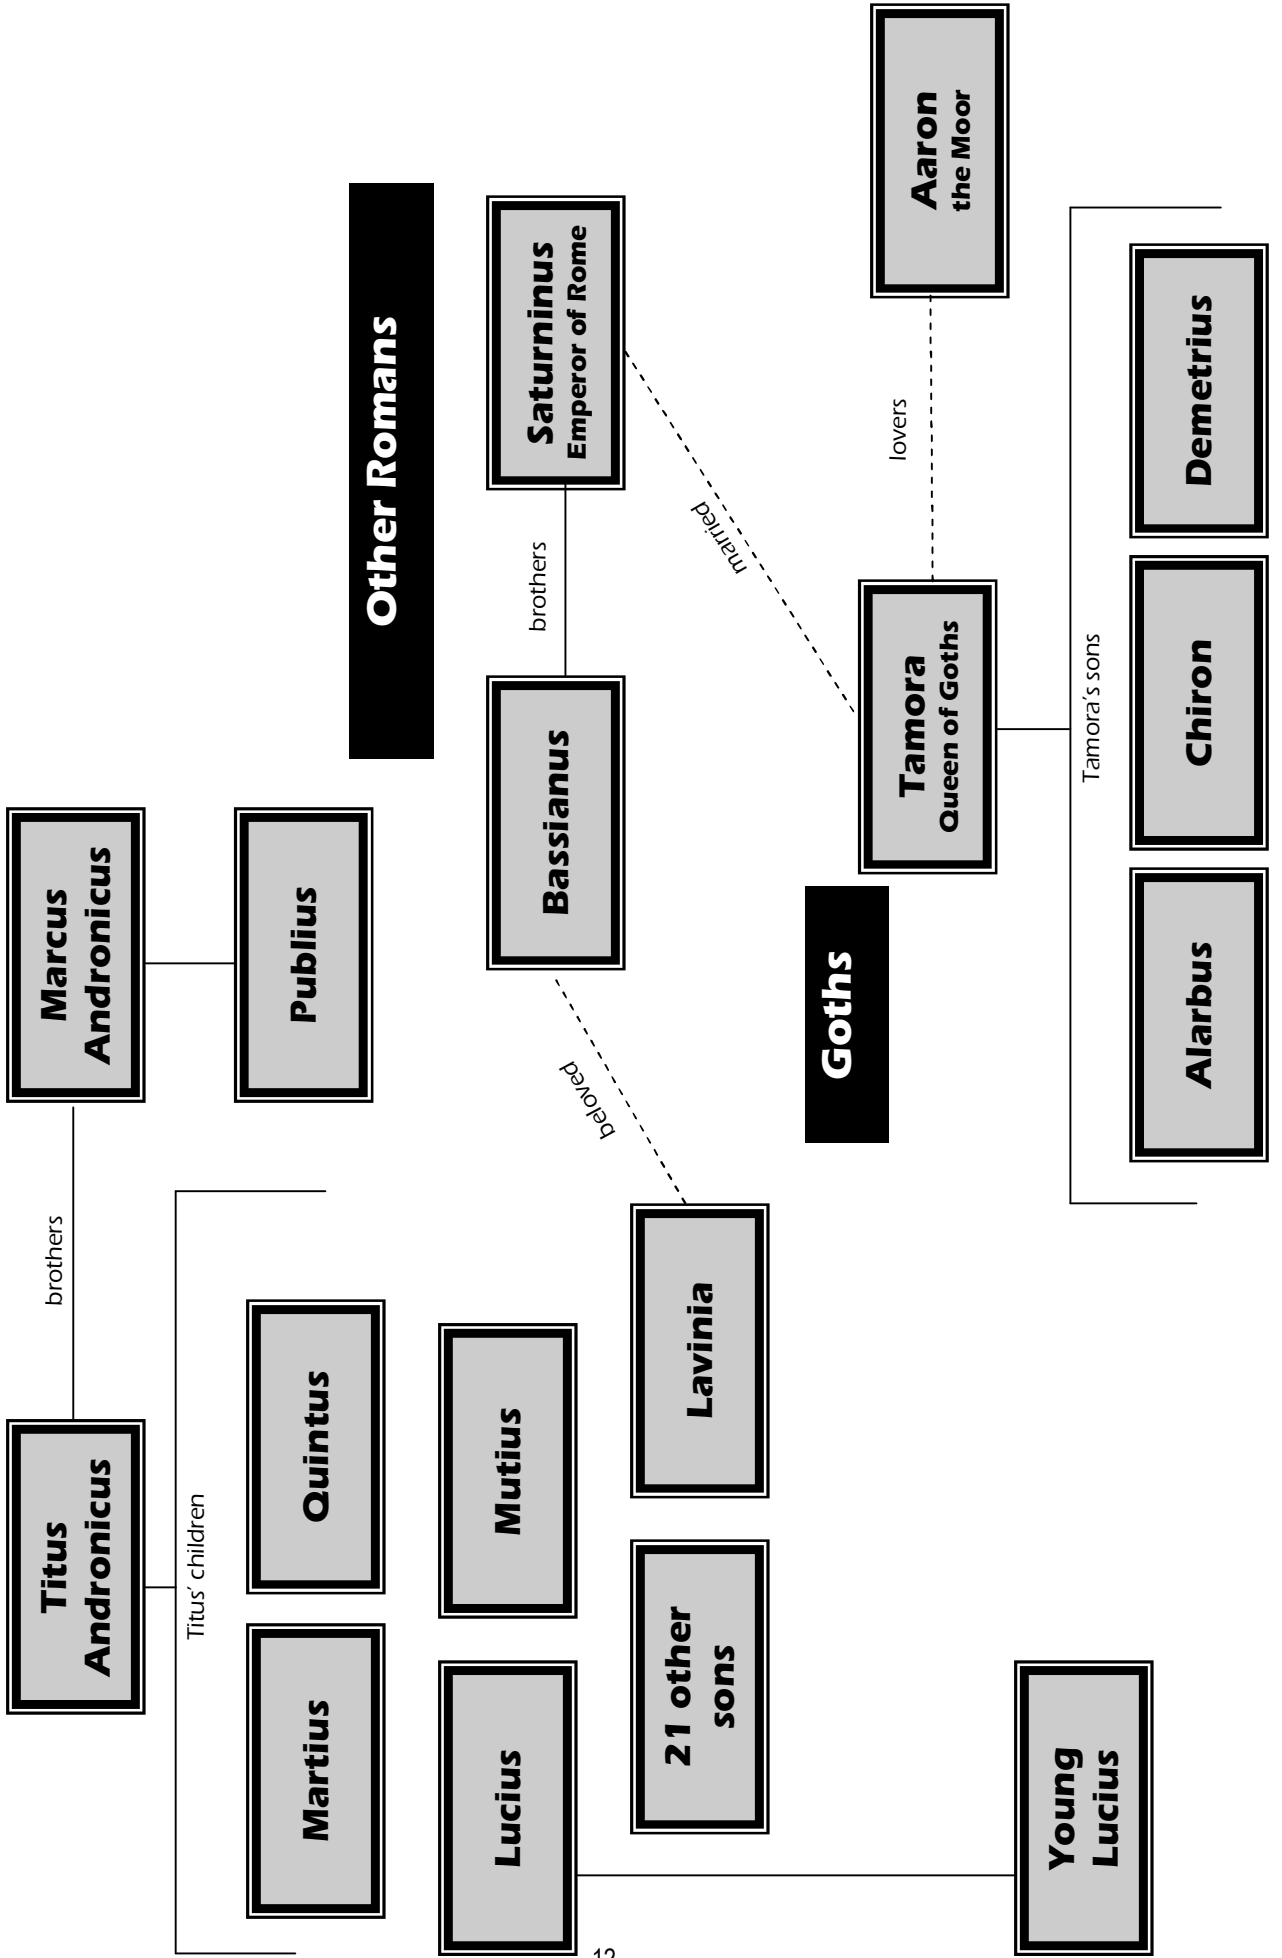 Titus
Andronicus
brothers
Marcus
Andronicus
Titus' children
Publius
Martius
Quintus
Other Romans
Lucius
Mutius
Bassianus
brothers
Saturninus
Emperor of Rome
beloved
21 other
sons
Lavinia
married
Goths
Tamora
Queen of Goths
lovers
Aaron
the Moor
Young
Lucius
Tamora's sons
Alarbus
Chiron
Demetrius
12